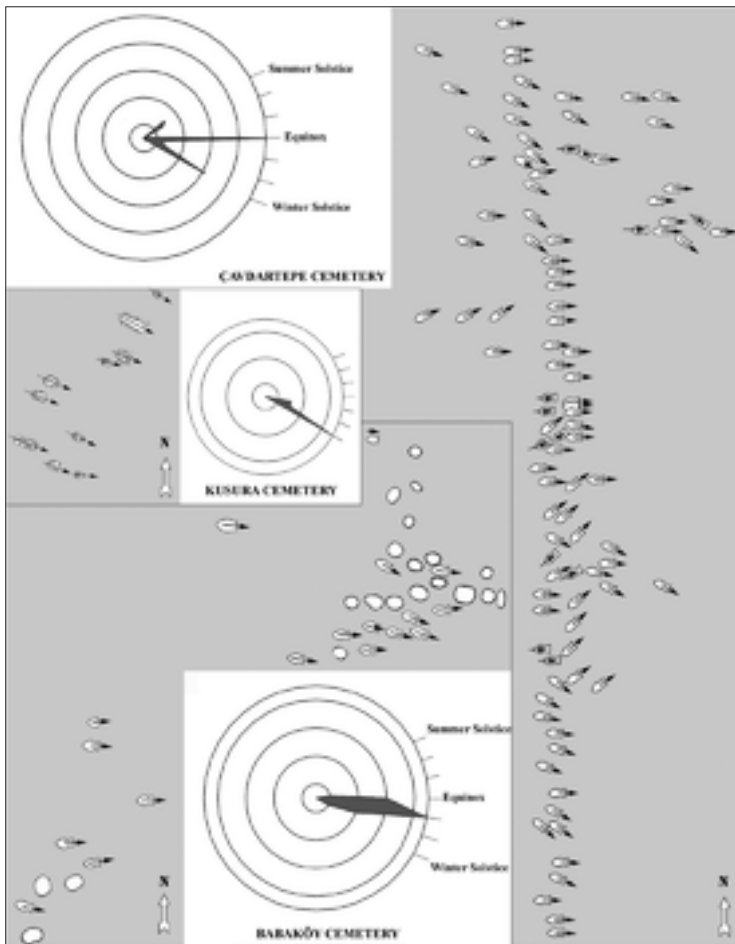 Summer Solstice
Equinox
Winter Solstice
ÇAVDARTEPE CEMETERY
N
KUSURA CEMETERY
Summer Solstice
Equinox
Winter Solstice
N
N
BABAKÖY CEMETERY